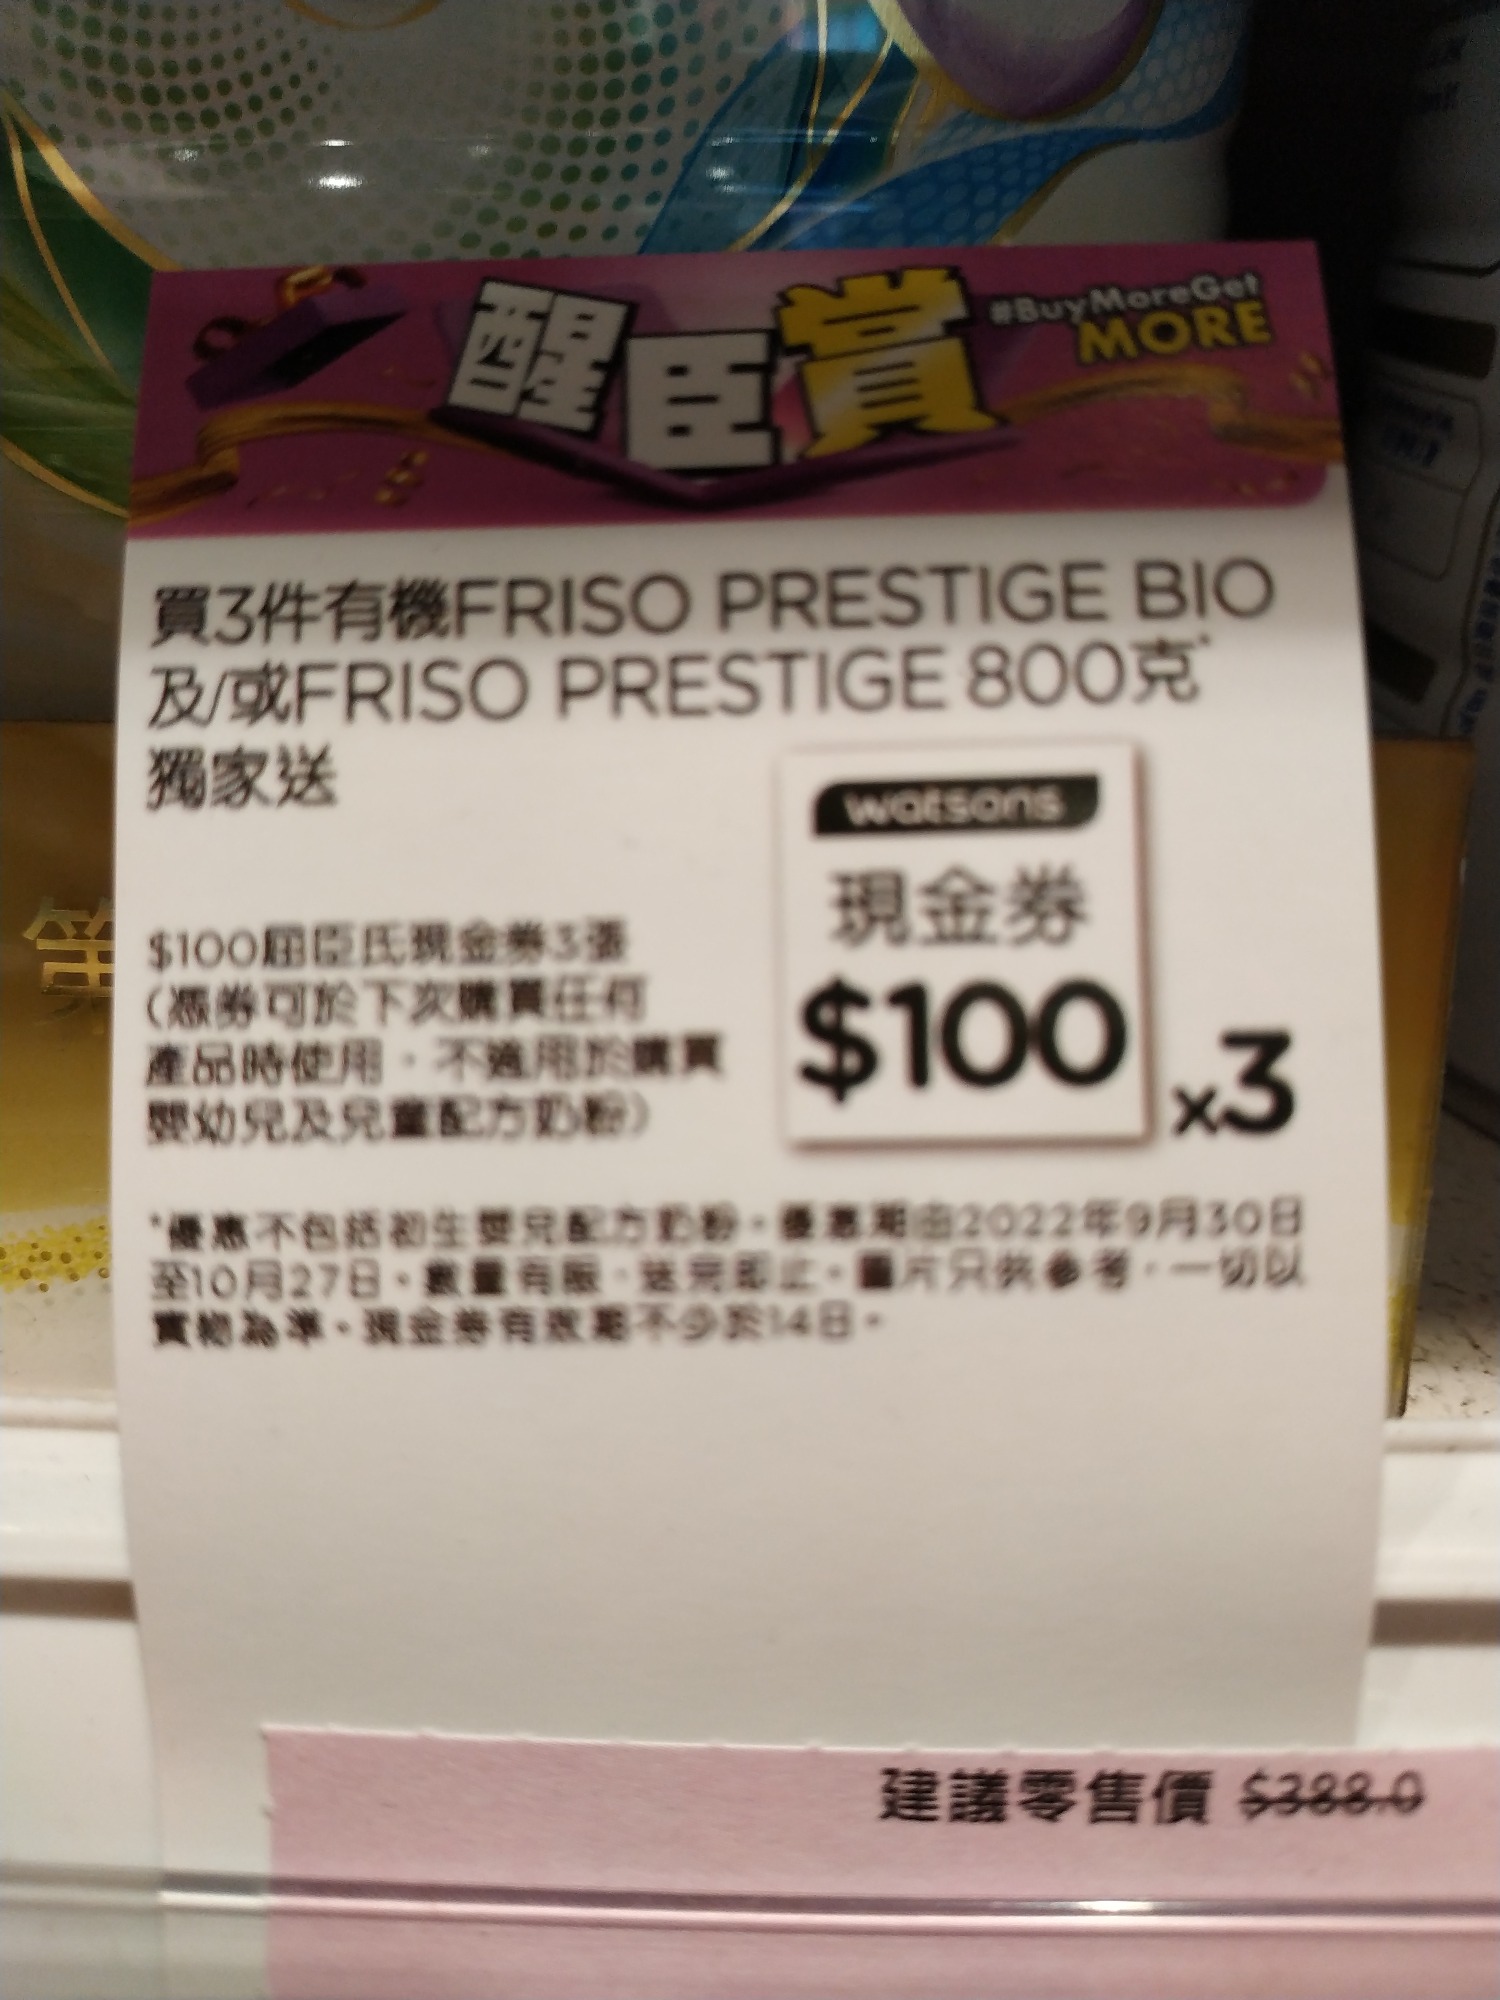 醒臣賞
#BuyMoreGet
MORE
買3件有機FRISO PRESTIGE BIO
及/或FRISO PRESTIGE 800克*
獨家送
watsons
現金券
$100
x3
$100屈臣氏現金券3張
(憑券可於下次購買任何
產品時使用，不適用於購買
嬰幼兒及兒童配方奶粉)
*優惠不包括初生嬰兒配方奶粉。優惠期由2022年9月30日
至10月27日。數量有限，送完即止。圖片只供參考，一切以
實物為準。現金券有效期不少於14日。
建議零售價 $388.0